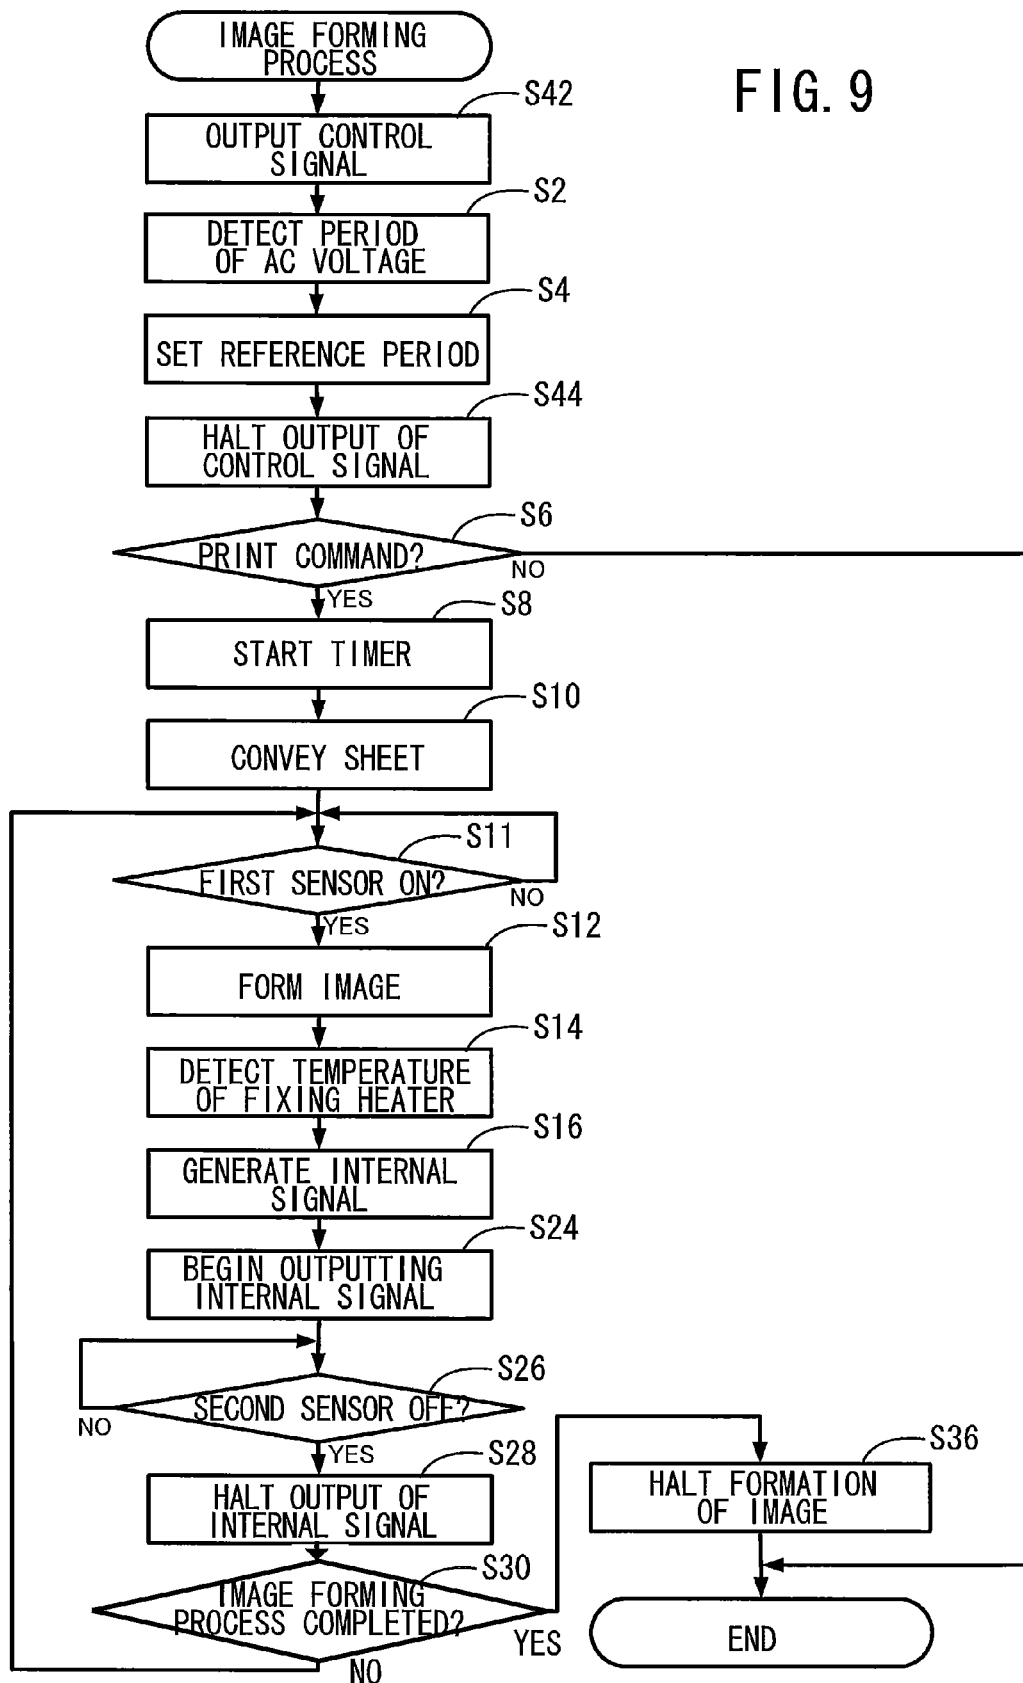 IMAGE FORMING
PROCESS
FIG. 9
S42
OUTPUT CONTROL
SIGNAL
S2
DETECT PERIOD
OF AC VOLTAGE
S4
SET REFERENCE PERIOD
S44
HALT OUTPUT OF
CONTROL SIGNAL
S6
PRINT COMMAND?
NO
YES
S8
START TIMER
S10
CONVEY SHEET
S11
FIRST SENSOR ON?
NO
YES
S12
FORM IMAGE
S14
DETECT TEMPERATURE
OF FIXING HEATER
S16
GENERATE INTERNAL
SIGNAL
S24
BEGIN OUTPUTTING
INTERNAL SIGNAL
S26
SECOND SENSOR OFF?
NO
YES
S28
HALT OUTPUT OF
INTERNAL SIGNAL
S30
IMAGE FORMING
PROCESS COMPLETED?
YES
NO
S36
HALT FORMATION
OF IMAGE
END